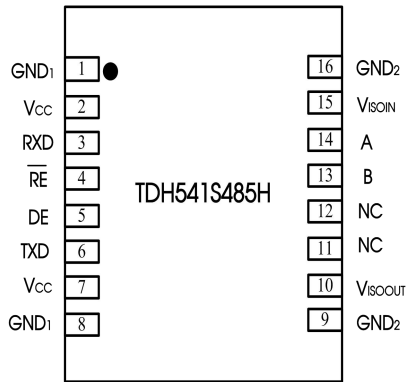 GND1 1 16 GND2
Vcc 2 15 VISOIN
RXD 3 14 A
RE 4 13 B
TDH541S485H
DE 5 12 NC
TXD 6 11 NC
Vcc 7 10 VISOOUT
GND1 8 9 GND2